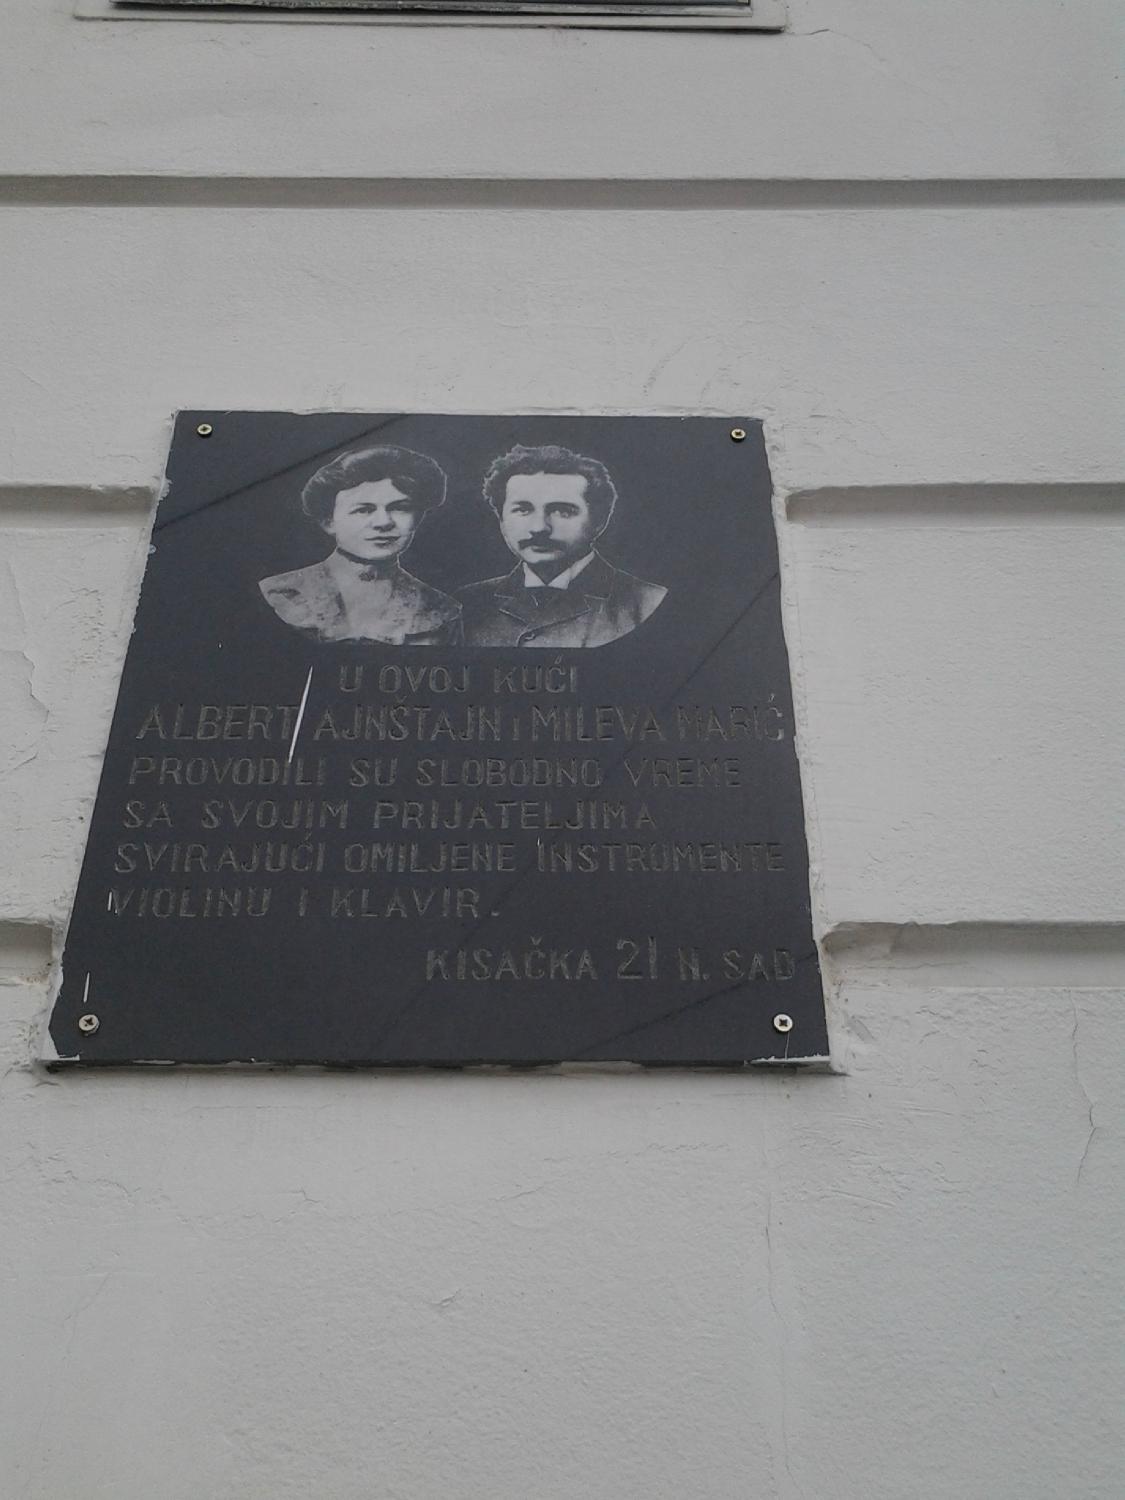 U OVOJ KUĆI
ALBERT AJNŠTAJN i MILEVA MARIĆ
PROVODILI SU SLOBODNO VREME
SA SVOJIM PRIJATELJIMA
SVIRAJUĆI OMILJENE INSTRUMENTE
VIOLINU I KLAVIR.
KISAČKA 21 N. SAD